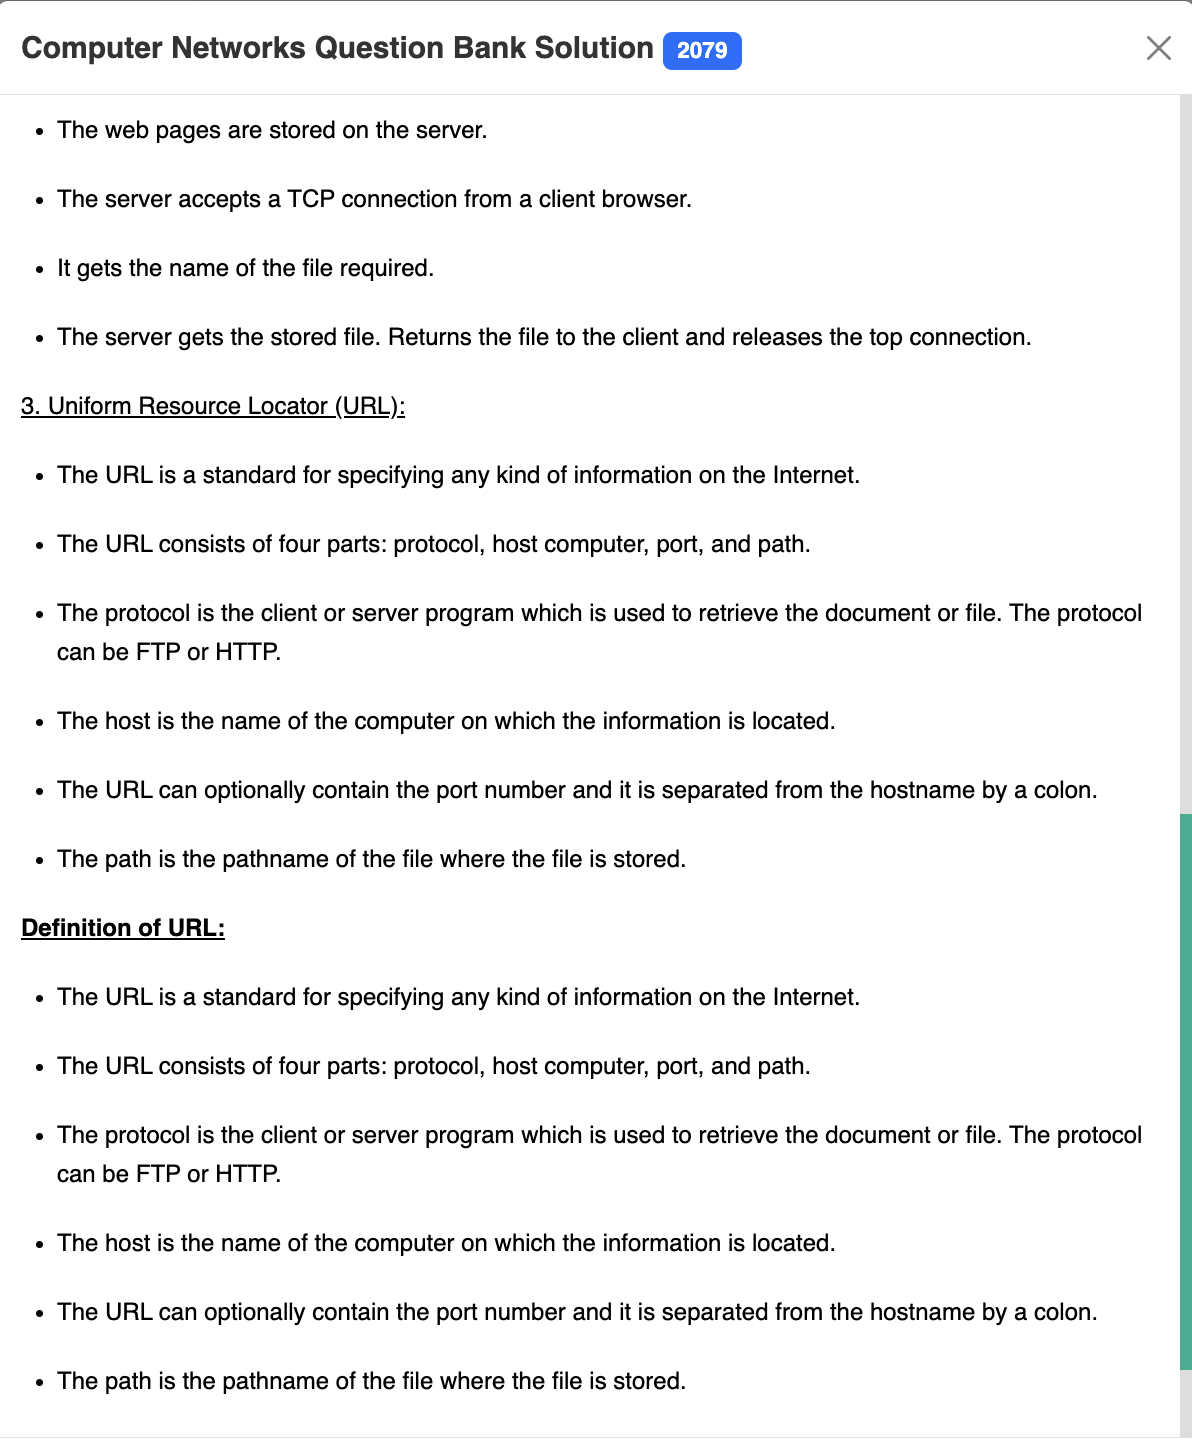 Computer Networks Question Bank Solution 2079
• The web pages are stored on the server.
• The server accepts a TCP connection from a client browser.
• It gets the name of the file required.
• The server gets the stored file. Returns the file to the client and releases the top connection.
3. Uniform Resource Locator (URL):
• The URL is a standard for specifying any kind of information on the Internet.
• The URL consists of four parts: protocol, host computer, port, and path.
• The protocol is the client or server program which is used to retrieve the document or file. The protocol
can be FTP or HTTP.
• The host is the name of the computer on which the information is located.
• The URL can optionally contain the port number and it is separated from the hostname by a colon.
• The path is the pathname of the file where the file is stored.
Definition of URL:
• The URL is a standard for specifying any kind of information on the Internet.
• The URL consists of four parts: protocol, host computer, port, and path.
• The protocol is the client or server program which is used to retrieve the document or file. The protocol
can be FTP or HTTP.
• The host is the name of the computer on which the information is located.
• The URL can optionally contain the port number and it is separated from the hostname by a colon.
• The path is the pathname of the file where the file is stored.